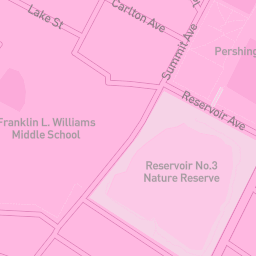 Lake St
Carlton Ave
Summit Ave
Pershing
Reservoir Ave
Franklin L. Williams
Middle School
Reservoir No.3
Nature Reserve